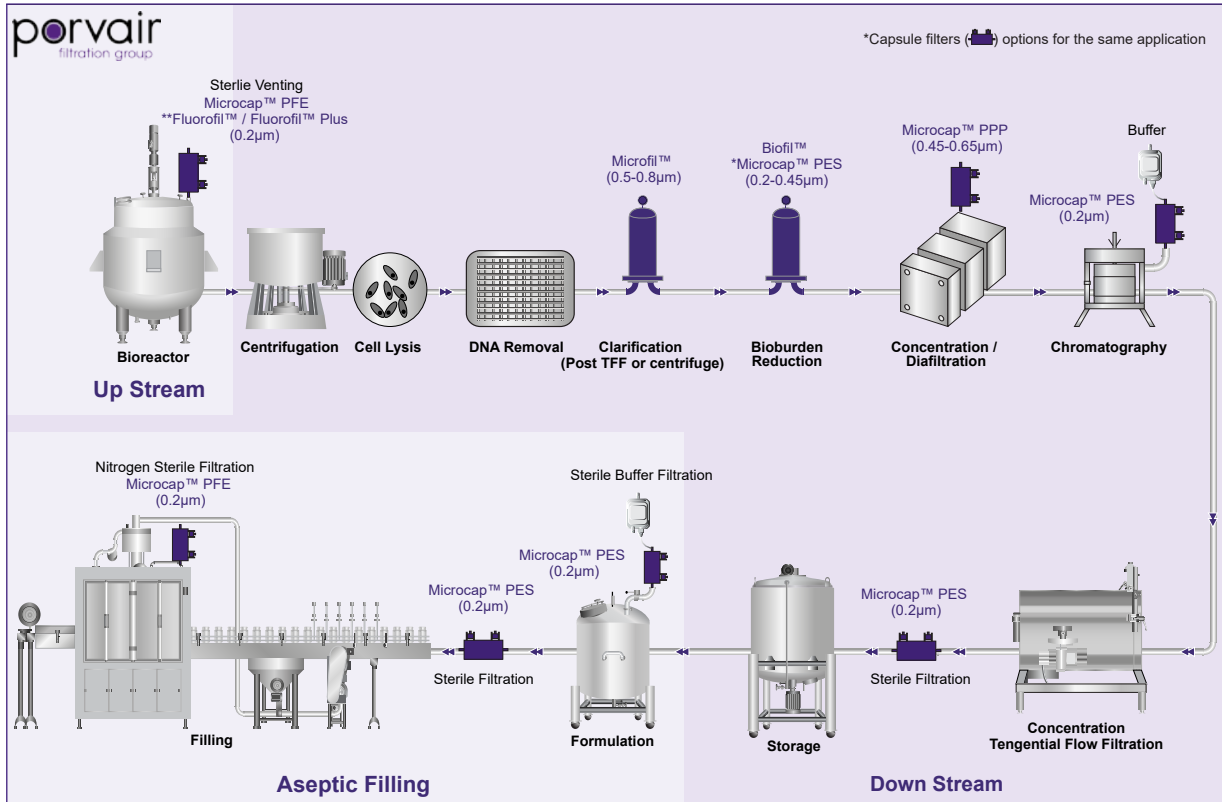 porvair
filtration group
*Capsule filters ( ) options for the same application
Sterlie Venting
Microcap™ PFE
**Fluorofil™ / Fluorofil™ Plus
(0.2µm)
Microfil™
(0.5-0.8µm)
Biofil™
*Microcap™ PES
(0.2-0.45µm)
Microcap™ PPP
(0.45-0.65µm)
Buffer
Microcap™ PES
(0.2µm)
Bioreactor
Centrifugation
Cell Lysis
DNA Removal
Clarification
(Post TFF or centrifuge)
Bioburden
Reduction
Concentration /
Diafiltration
Chromatography
Up Stream
Nitrogen Sterile Filtration
Microcap™ PFE
(0.2µm)
Sterile Buffer Filtration
Microcap™ PES
(0.2µm)
Microcap™ PES
(0.2µm)
Microcap™ PES
(0.2µm)
Sterile Filtration
Sterile Filtration
Filling
Formulation
Storage
Concentration
Tengential Flow Filtration
Aseptic Filling
Down Stream